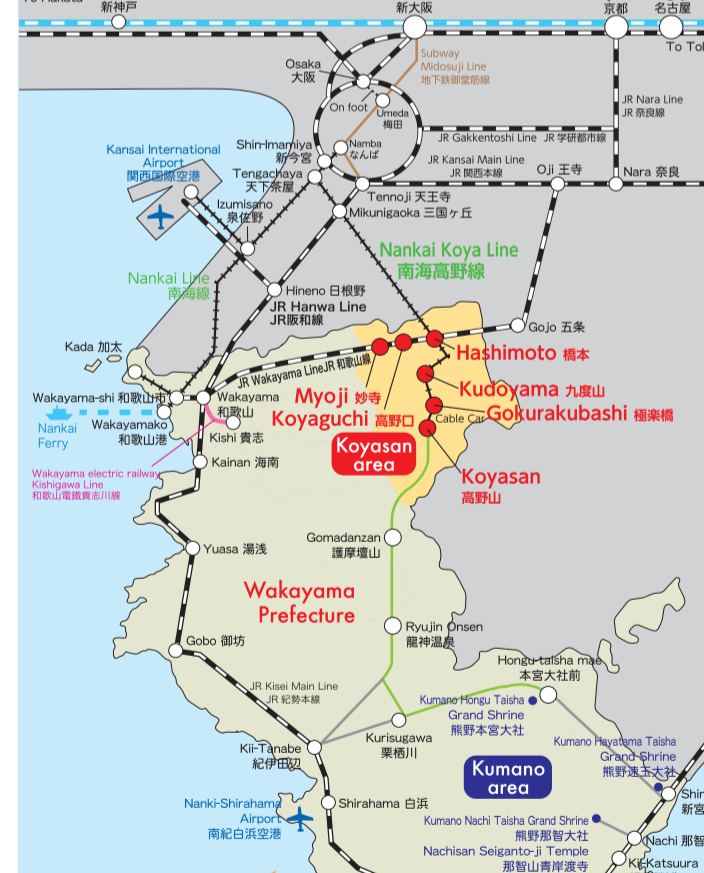 新神戸
新大阪
京都
名古屋
Osaka
大阪
Subway
Midosuji Line
地下鉄御堂筋線
On foot
Umeda
梅田
JR Nara Line
JR 奈良線
JR Gakkentoshi Line JR 学研都市線
Kansai International
Airport
関西国際空港
Shin-Imamiya
新今宮
Namba
なんば
JR Kansai Main Line
JR 関西本線
Oji 王寺
Nara 奈良
Tengachaya
天下茶屋
Tennoji 天王寺
Izumisano
泉佐野
Mikunigaoka 三国ヶ丘
Nankai Koya Line
南海高野線
Nankai Line
南海線
Hineno 日根野
JR Hanwa Line
JR阪和線
Gojo 五条
Kada 加太
Hashimoto 橋本
JR Wakayama Line JR 和歌山線
Kudoyama 九度山
Myoji 妙寺
Wakayama-shi 和歌山市
Wakayama
和歌山
Koyaguchi 高野口
Gokurakubashi 極楽橋
Cable Car
Nankai
Ferry
Wakayamako
和歌山港
Kishi 貴志
Koyasan
area
Kainan 海南
Koyasan
高野山
Wakayama electric railway
Kishigawa Line
和歌山電鐵貴志川線
Gomadanzan
護摩壇山
Yuasa 湯浅
Wakayama
Prefecture
Ryujin Onsen
龍神温泉
Gobo 御坊
Hongu taisha mae
本宮大社前
JR Kisei Main Line
JR 紀勢本線
Kumano Hongu Taisha
Grand Shrine
熊野本宮大社
Kurisugawa
栗栖川
Kii-Tanabe
紀伊田辺
Kumano Hayatama Taisha
Grand Shrine
熊野速玉大社
Kumano
area
Nanki-Shirahama
Airport
南紀白浜空港
Shirahama 白浜
Kumano Nachi Taisha Grand Shrine
熊野那智大社
Nachisan Seiganto-ji Temple
那智山青岸渡寺
Nachi 那智
Kii-Katsuura